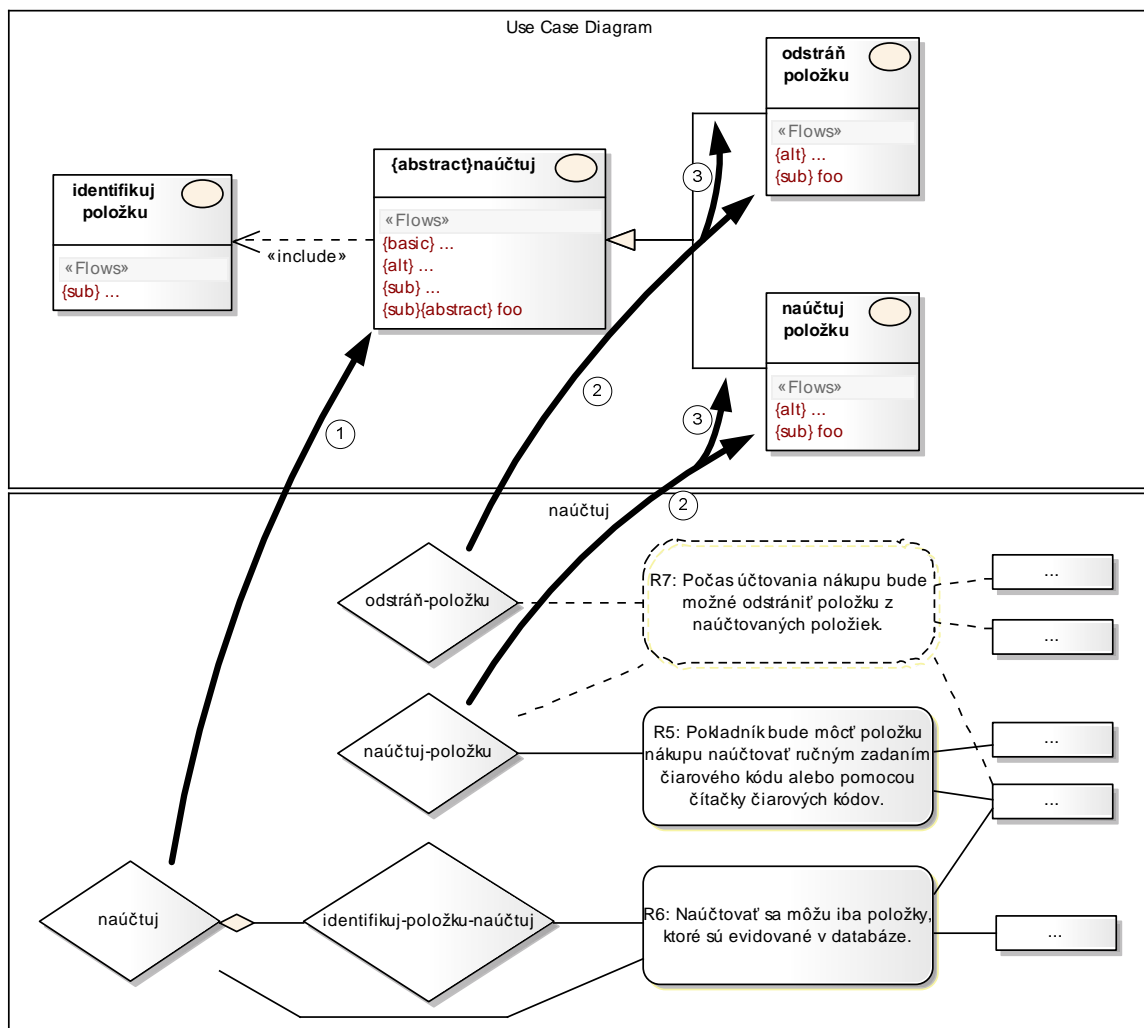 Use Case Diagram
odstráň
položku
«Flows»
{alt} ...
{sub} foo
{abstract}naúčtuj
«Flows»
{basic} ...
{alt} ...
{sub} ...
{sub}{abstract} foo
identifikuj
položku
«Flows»
{sub} ...
«include»
3
naúčtuj
položku
«Flows»
{alt} ...
{sub} foo
2
3
1
2
naúčtuj
odstráň-položku
R7: Počas účtovania nákupu bude
možné odstrániť položku z
naúčtovaných položiek.
...
...
naúčtuj-položku
R5: Pokladník bude môcť položku
nákupu naúčtovať ručným zadaním
čiarového kódu alebo pomocou
čítačky čiarových kódov.
...
...
naúčtuj
identifikuj-položku-naúčtuj
R6: Naúčtovať sa môžu iba položky,
ktoré sú evidované v databáze.
...